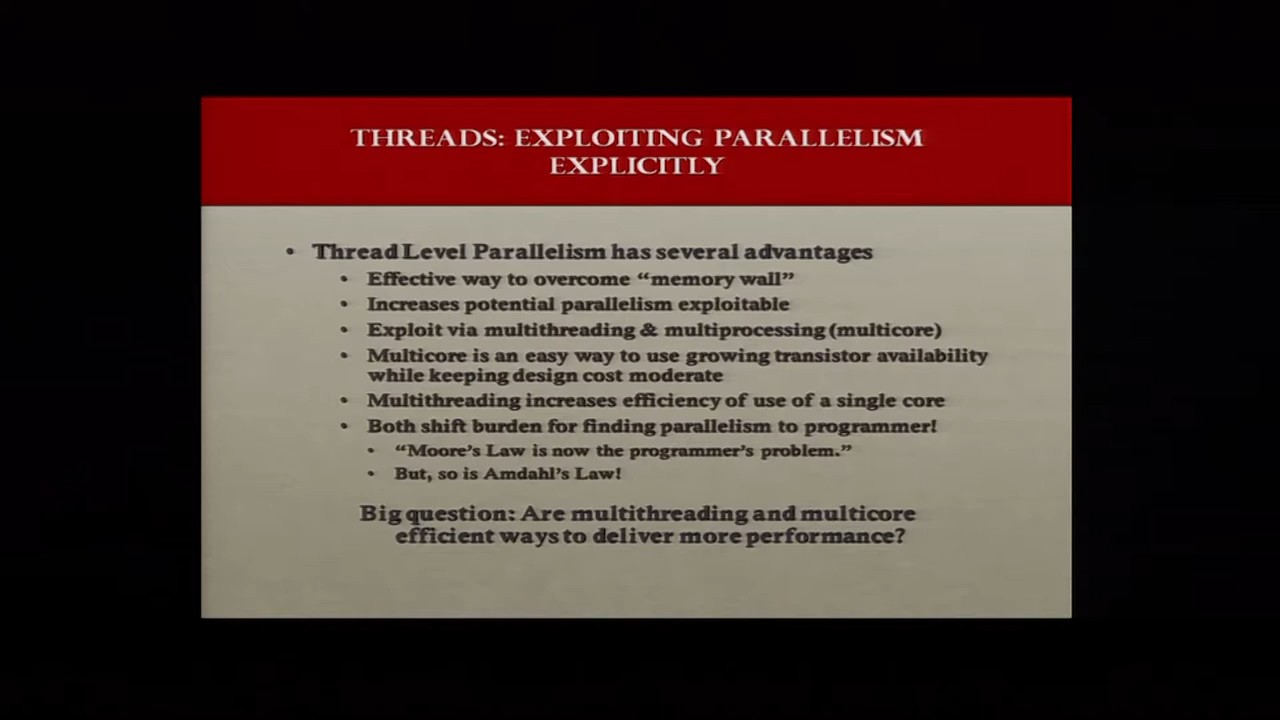 THREADS: EXPLOITING PARALLELISM
EXPLICITLY
• Thread Level Parallelism has several advantages
• Effective way to overcome “memory wall”
• Increases potential parallelism exploitable
• Exploit via multithreading & multiprocessing (multicore)
• Multicore is an easy way to use growing transistor availability
while keeping design cost moderate
• Multithreading increases efficiency of use of a single core
• Both shift burden for finding parallelism to programmer!
• “Moore’s Law is now the programmer’s problem.”
• But, so is Amdahl’s Law!
Big question: Are multithreading and multicore
efficient ways to deliver more performance?